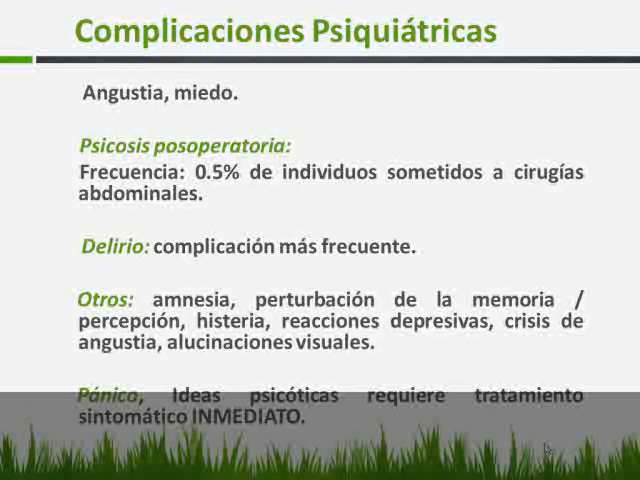 Complicaciones Psiquiátricas
Angustia, miedo.
Psicosis posoperatoria:
Frecuencia: 0.5% de individuos sometidos a cirugías
abdominales.
Delirio: complicación más frecuente.
Otros: amnesia, perturbación de la memoria /
percepción, histeria, reacciones depresivas, crisis de
angustia, alucinaciones visuales.
Pánico, Ideas psicóticas requiere tratamiento
sintomático INMEDIATO.